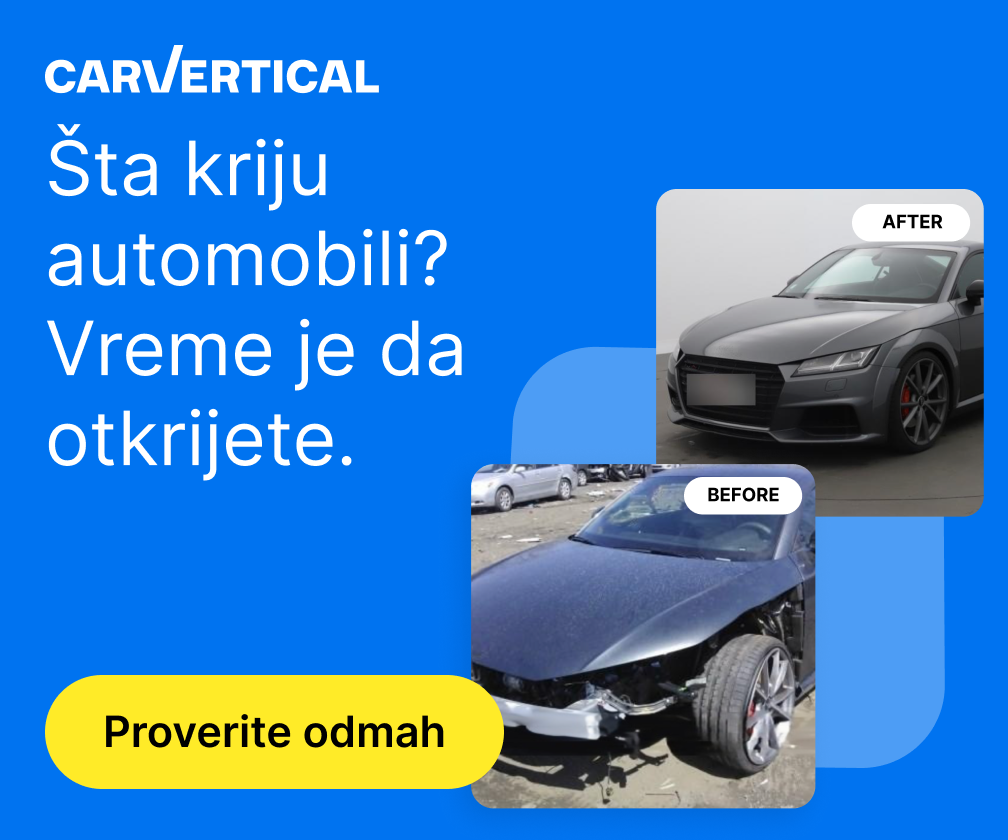 CARVERTICAL
Šta kriju
automobili?
Vreme je da
otkrijete.
AFTER
BEFORE
Proverite odmah